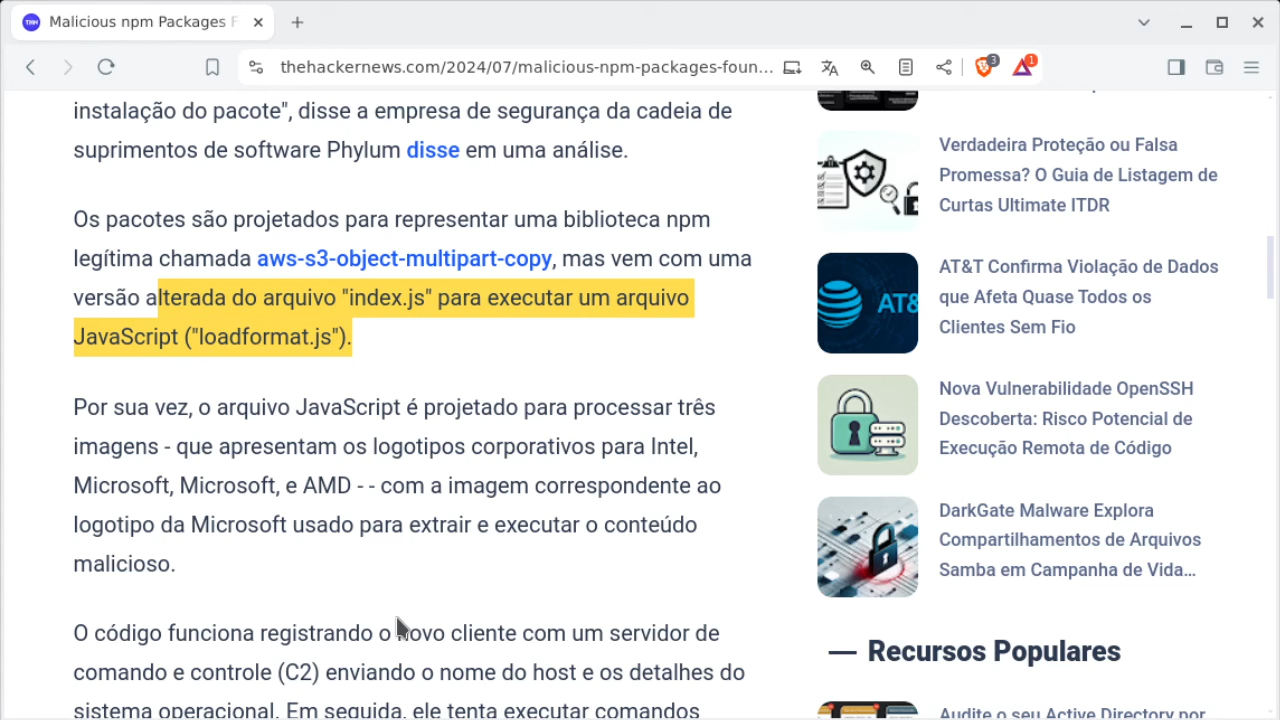 Malicious npm Packages F
thehackernews.com/2024/07/malicious-npm-packages-foun...
3
1
instalação do pacote", disse a empresa de segurança da cadeia de
suprimentos de software Phylum disse em uma análise.
Os pacotes são projetados para representar uma biblioteca npm
legítima chamada aws-s3-object-multipart-copy, mas vem com uma
versão alterada do arquivo "index.js" para executar um arquivo
JavaScript ("loadformat.js").
Por sua vez, o arquivo JavaScript é projetado para processar três
imagens - que apresentam os logotipos corporativos para Intel,
Microsoft, Microsoft, e AMD - - com a imagem correspondente ao
logotipo da Microsoft usado para extrair e executar o conteúdo
malicioso.
O código funciona registrando o novo cliente com um servidor de
comando e controle (C2) enviando o nome do host e os detalhes do
sistema operacional. Em seguida, ele tenta executar comandos
Verdadeira Proteção ou Falsa
Promessa? O Guia de Listagem de
Curtas Ultimate ITDR
AT&T
AT&T Confirma Violação de Dados
que Afeta Quase Todos os
Clientes Sem Fio
Nova Vulnerabilidade OpenSSH
Descoberta: Risco Potencial de
Execução Remota de Código
DarkGate Malware Explora
Compartilhamentos de Arquivos
Samba em Campanha de Vida...
— Recursos Populares
Audite o seu Active Directory por